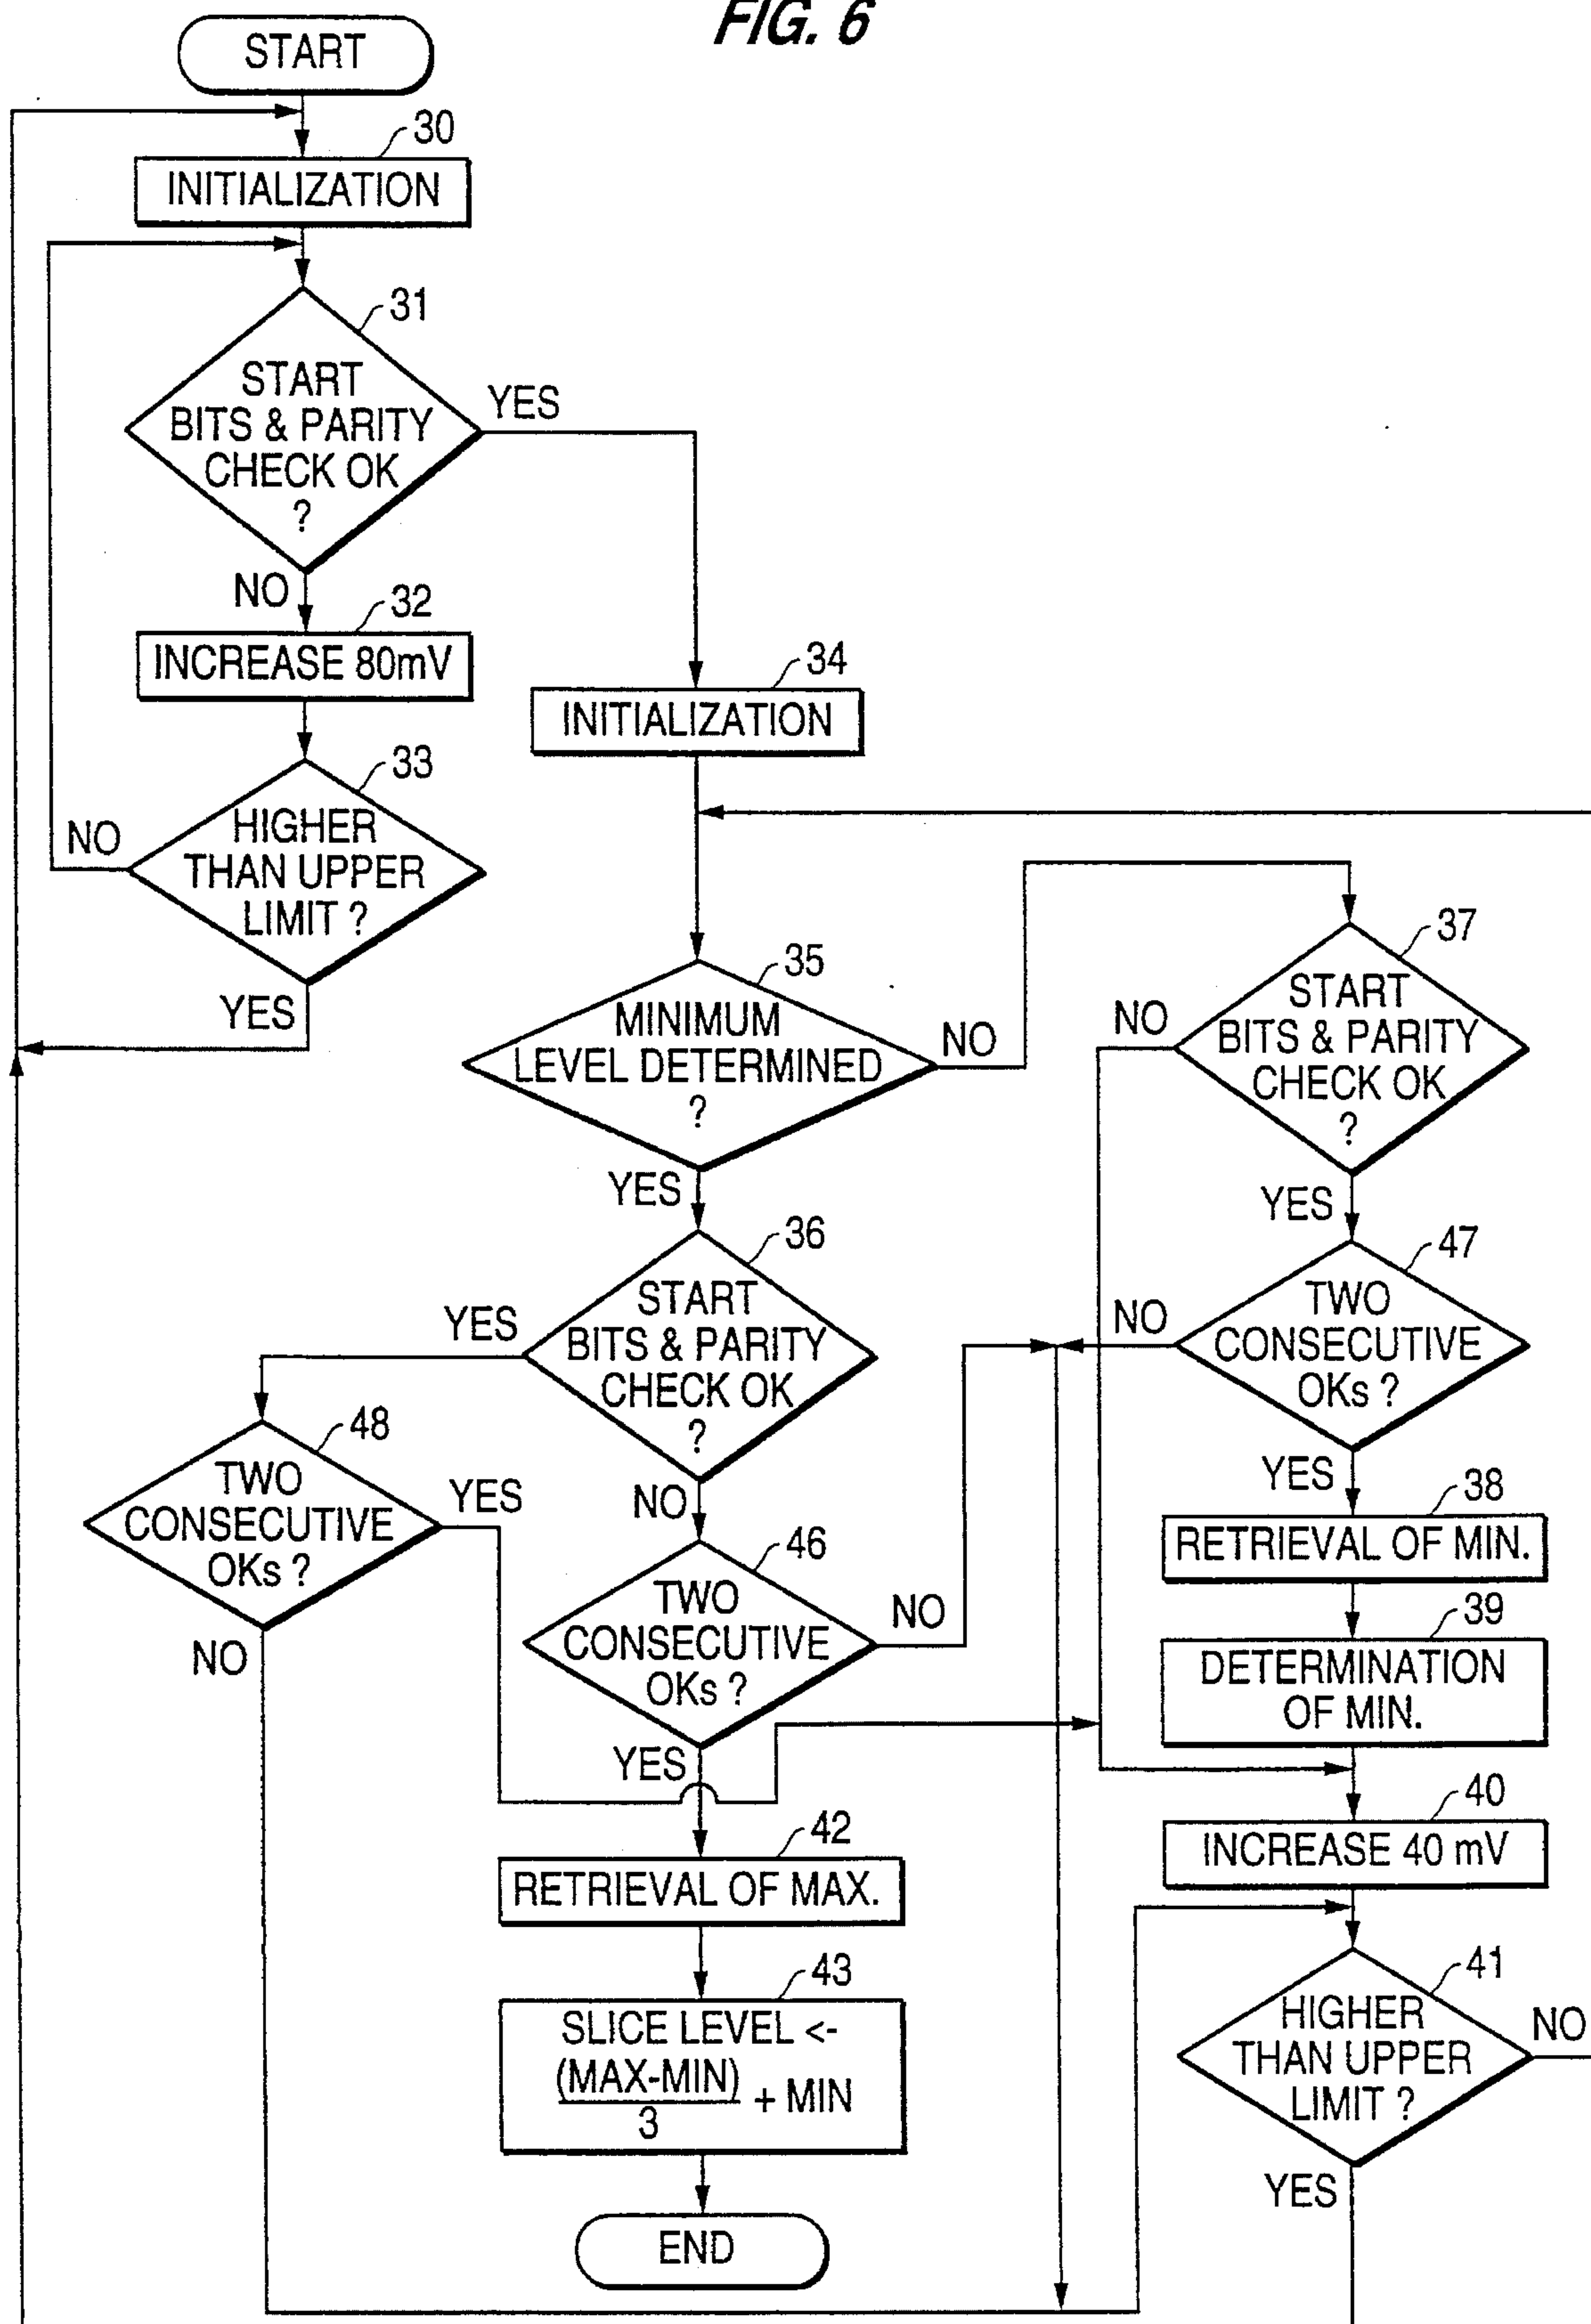 FIG. 6
START
30
INITIALIZATION
31
START
BITS & PARITY
CHECK OK
?
YES
NO
32
INCREASE 80mV
33
HIGHER
THAN UPPER
LIMIT ?
NO
YES
34
INITIALIZATION
35
MINIMUM
LEVEL DETERMINED
?
NO
YES
37
START
BITS & PARITY
CHECK OK
?
NO
YES
36
START
BITS & PARITY
CHECK OK
?
YES
NO
47
TWO
CONSECUTIVE
OKs ?
NO
YES
48
TWO
CONSECUTIVE
OKs ?
YES
NO
46
TWO
CONSECUTIVE
OKs ?
NO
YES
38
RETRIEVAL OF MIN.
39
DETERMINATION
OF MIN.
40
INCREASE 40 mV
42
RETRIEVAL OF MAX.
43
SLICE LEVEL <-
(MAX-MIN)
3
+ MIN
41
HIGHER
THAN UPPER
LIMIT ?
NO
YES
END